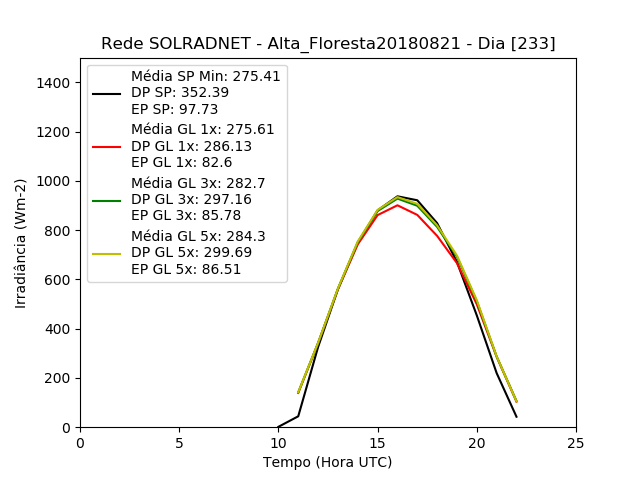 Rede SOLRADNET - Alta_Floresta20180821 - Dia [233]
Média SP Min: 275.41
DP SP: 352.39
EP SP: 97.73
Média GL 1x: 275.61
DP GL 1x: 286.13
EP GL 1x: 82.6
Média GL 3x: 282.7
DP GL 3x: 297.16
EP GL 3x: 85.78
Média GL 5x: 284.3
DP GL 5x: 299.69
EP GL 5x: 86.51
Irradiância (Wm-2)
1400
1200
1000
800
600
400
200
0
0 5 10 15 20 25
Tempo (Hora UTC)